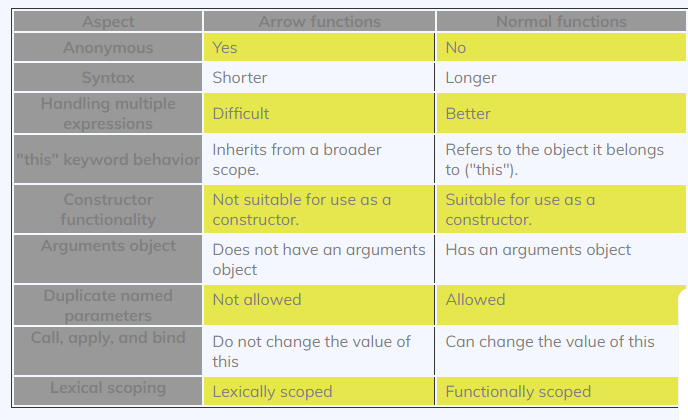 Aspect Arrow functions Normal functions
Anonymous Yes No
Syntax Shorter Longer
Handling multiple
expressions Difficult Better
"this" keyword behavior Inherits from a broader Refers to the object it belongs
scope. to ("this").
Constructor Not suitable for use as a Suitable for use as a
functionality constructor. constructor.
Arguments object Does not have an arguments Has an arguments object
object
Duplicate named Not allowed Allowed
parameters
Call, apply, and bind Do not change the value of Can change the value of this
this
Lexical scoping Lexically scoped Functionally scoped